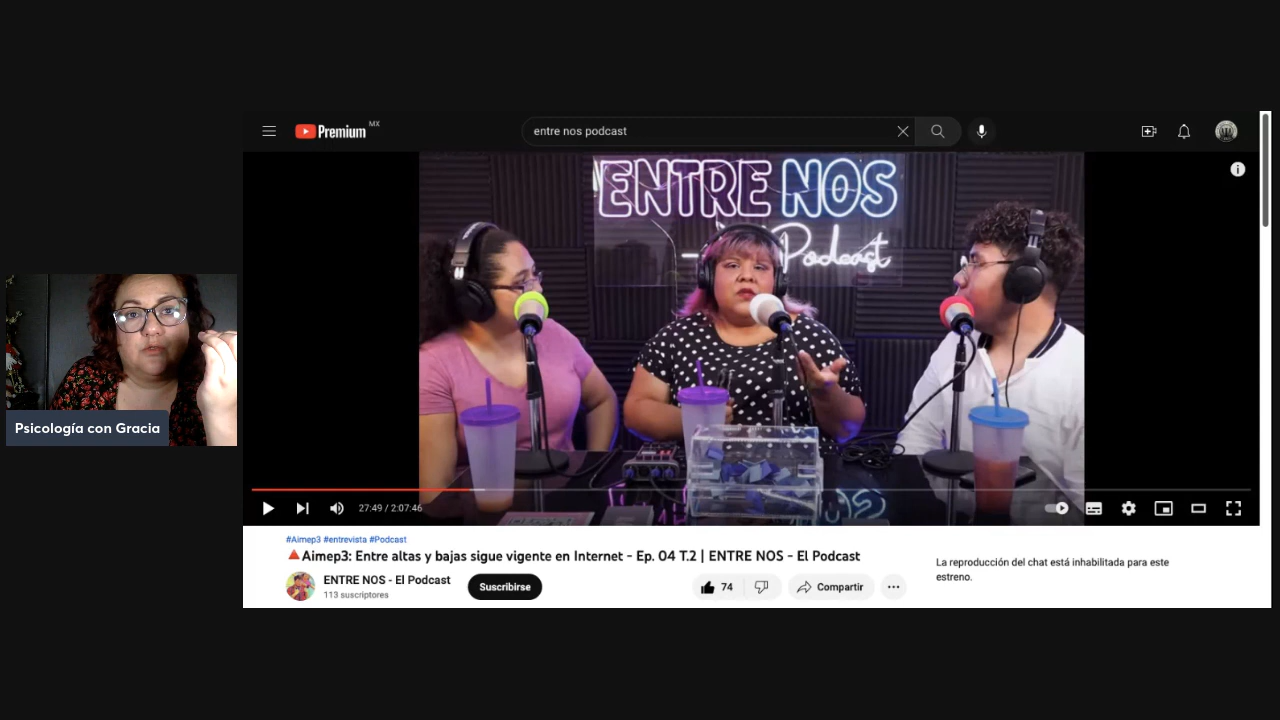 Premium MX
entre nos podcast
ENTRE NOS
Podcast
Psicología con Gracia
27:49 / 2:07:46
#Aimep3 #entrevista #Podcast
🔺Aimep3: Entre altas y bajas sigue vigente en Internet - Ep. 04 T.2 | ENTRE NOS - El Podcast
ENTRE NOS - El Podcast
113 suscriptores
Suscribirse
74
Compartir
La reproducción del chat está inhabilitada para este
estreno.